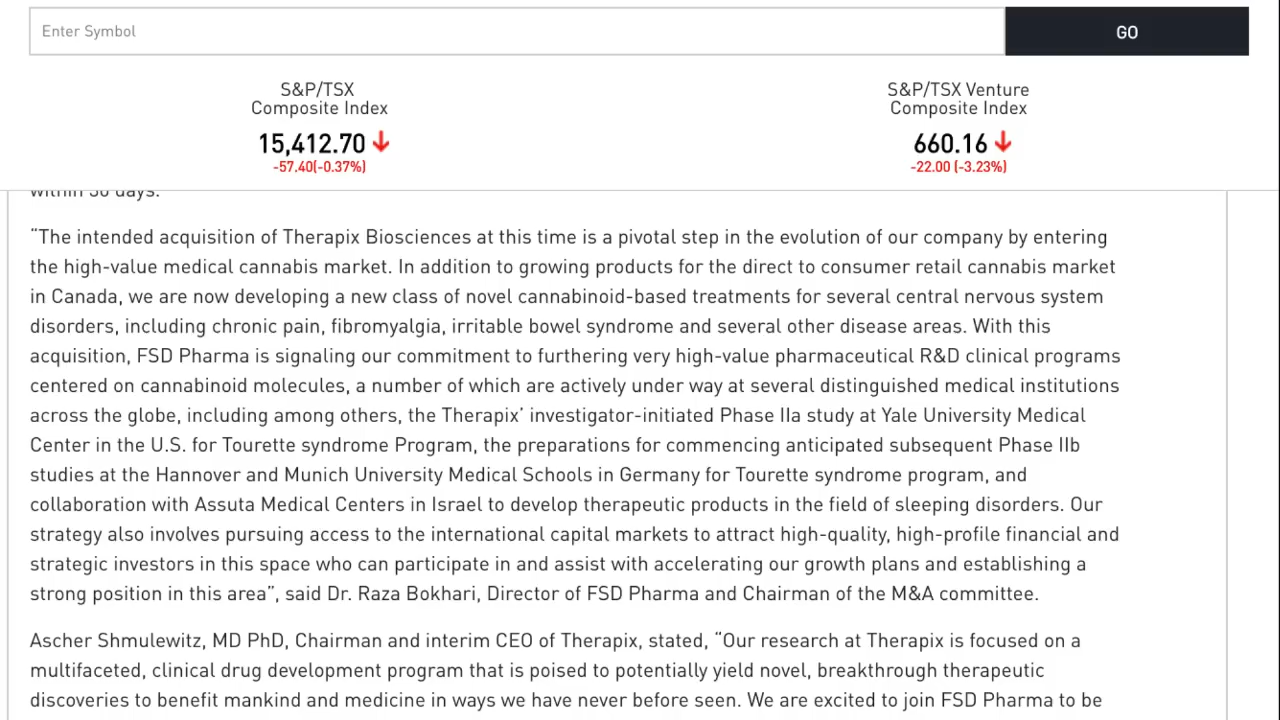 Enter Symbol
GO
S&P/TSX
Composite Index
15,412.70
-57.40(-0.37%)
S&P/TSX Venture
Composite Index
660.16
-22.00 (-3.23%)
within 30 days.
“The intended acquisition of Therapix Biosciences at this time is a pivotal step in the evolution of our company by entering
the high-value medical cannabis market. In addition to growing products for the direct to consumer retail cannabis market
in Canada, we are now developing a new class of novel cannabinoid-based treatments for several central nervous system
disorders, including chronic pain, fibromyalgia, irritable bowel syndrome and several other disease areas. With this
acquisition, FSD Pharma is signaling our commitment to furthering very high-value pharmaceutical R&D clinical programs
centered on cannabinoid molecules, a number of which are actively under way at several distinguished medical institutions
across the globe, including among others, the Therapix’ investigator-initiated Phase IIa study at Yale University Medical
Center in the U.S. for Tourette syndrome Program, the preparations for commencing anticipated subsequent Phase IIb
studies at the Hannover and Munich University Medical Schools in Germany for Tourette syndrome program, and
collaboration with Assuta Medical Centers in Israel to develop therapeutic products in the field of sleeping disorders. Our
strategy also involves pursuing access to the international capital markets to attract high-quality, high-profile financial and
strategic investors in this space who can participate in and assist with accelerating our growth plans and establishing a
strong position in this area”, said Dr. Raza Bokhari, Director of FSD Pharma and Chairman of the M&A committee.
Ascher Shmulewitz, MD PhD, Chairman and interim CEO of Therapix, stated, “Our research at Therapix is focused on a
multifaceted, clinical drug development program that is poised to potentially yield novel, breakthrough therapeutic
discoveries to benefit mankind and medicine in ways we have never before seen. We are excited to join FSD Pharma to be